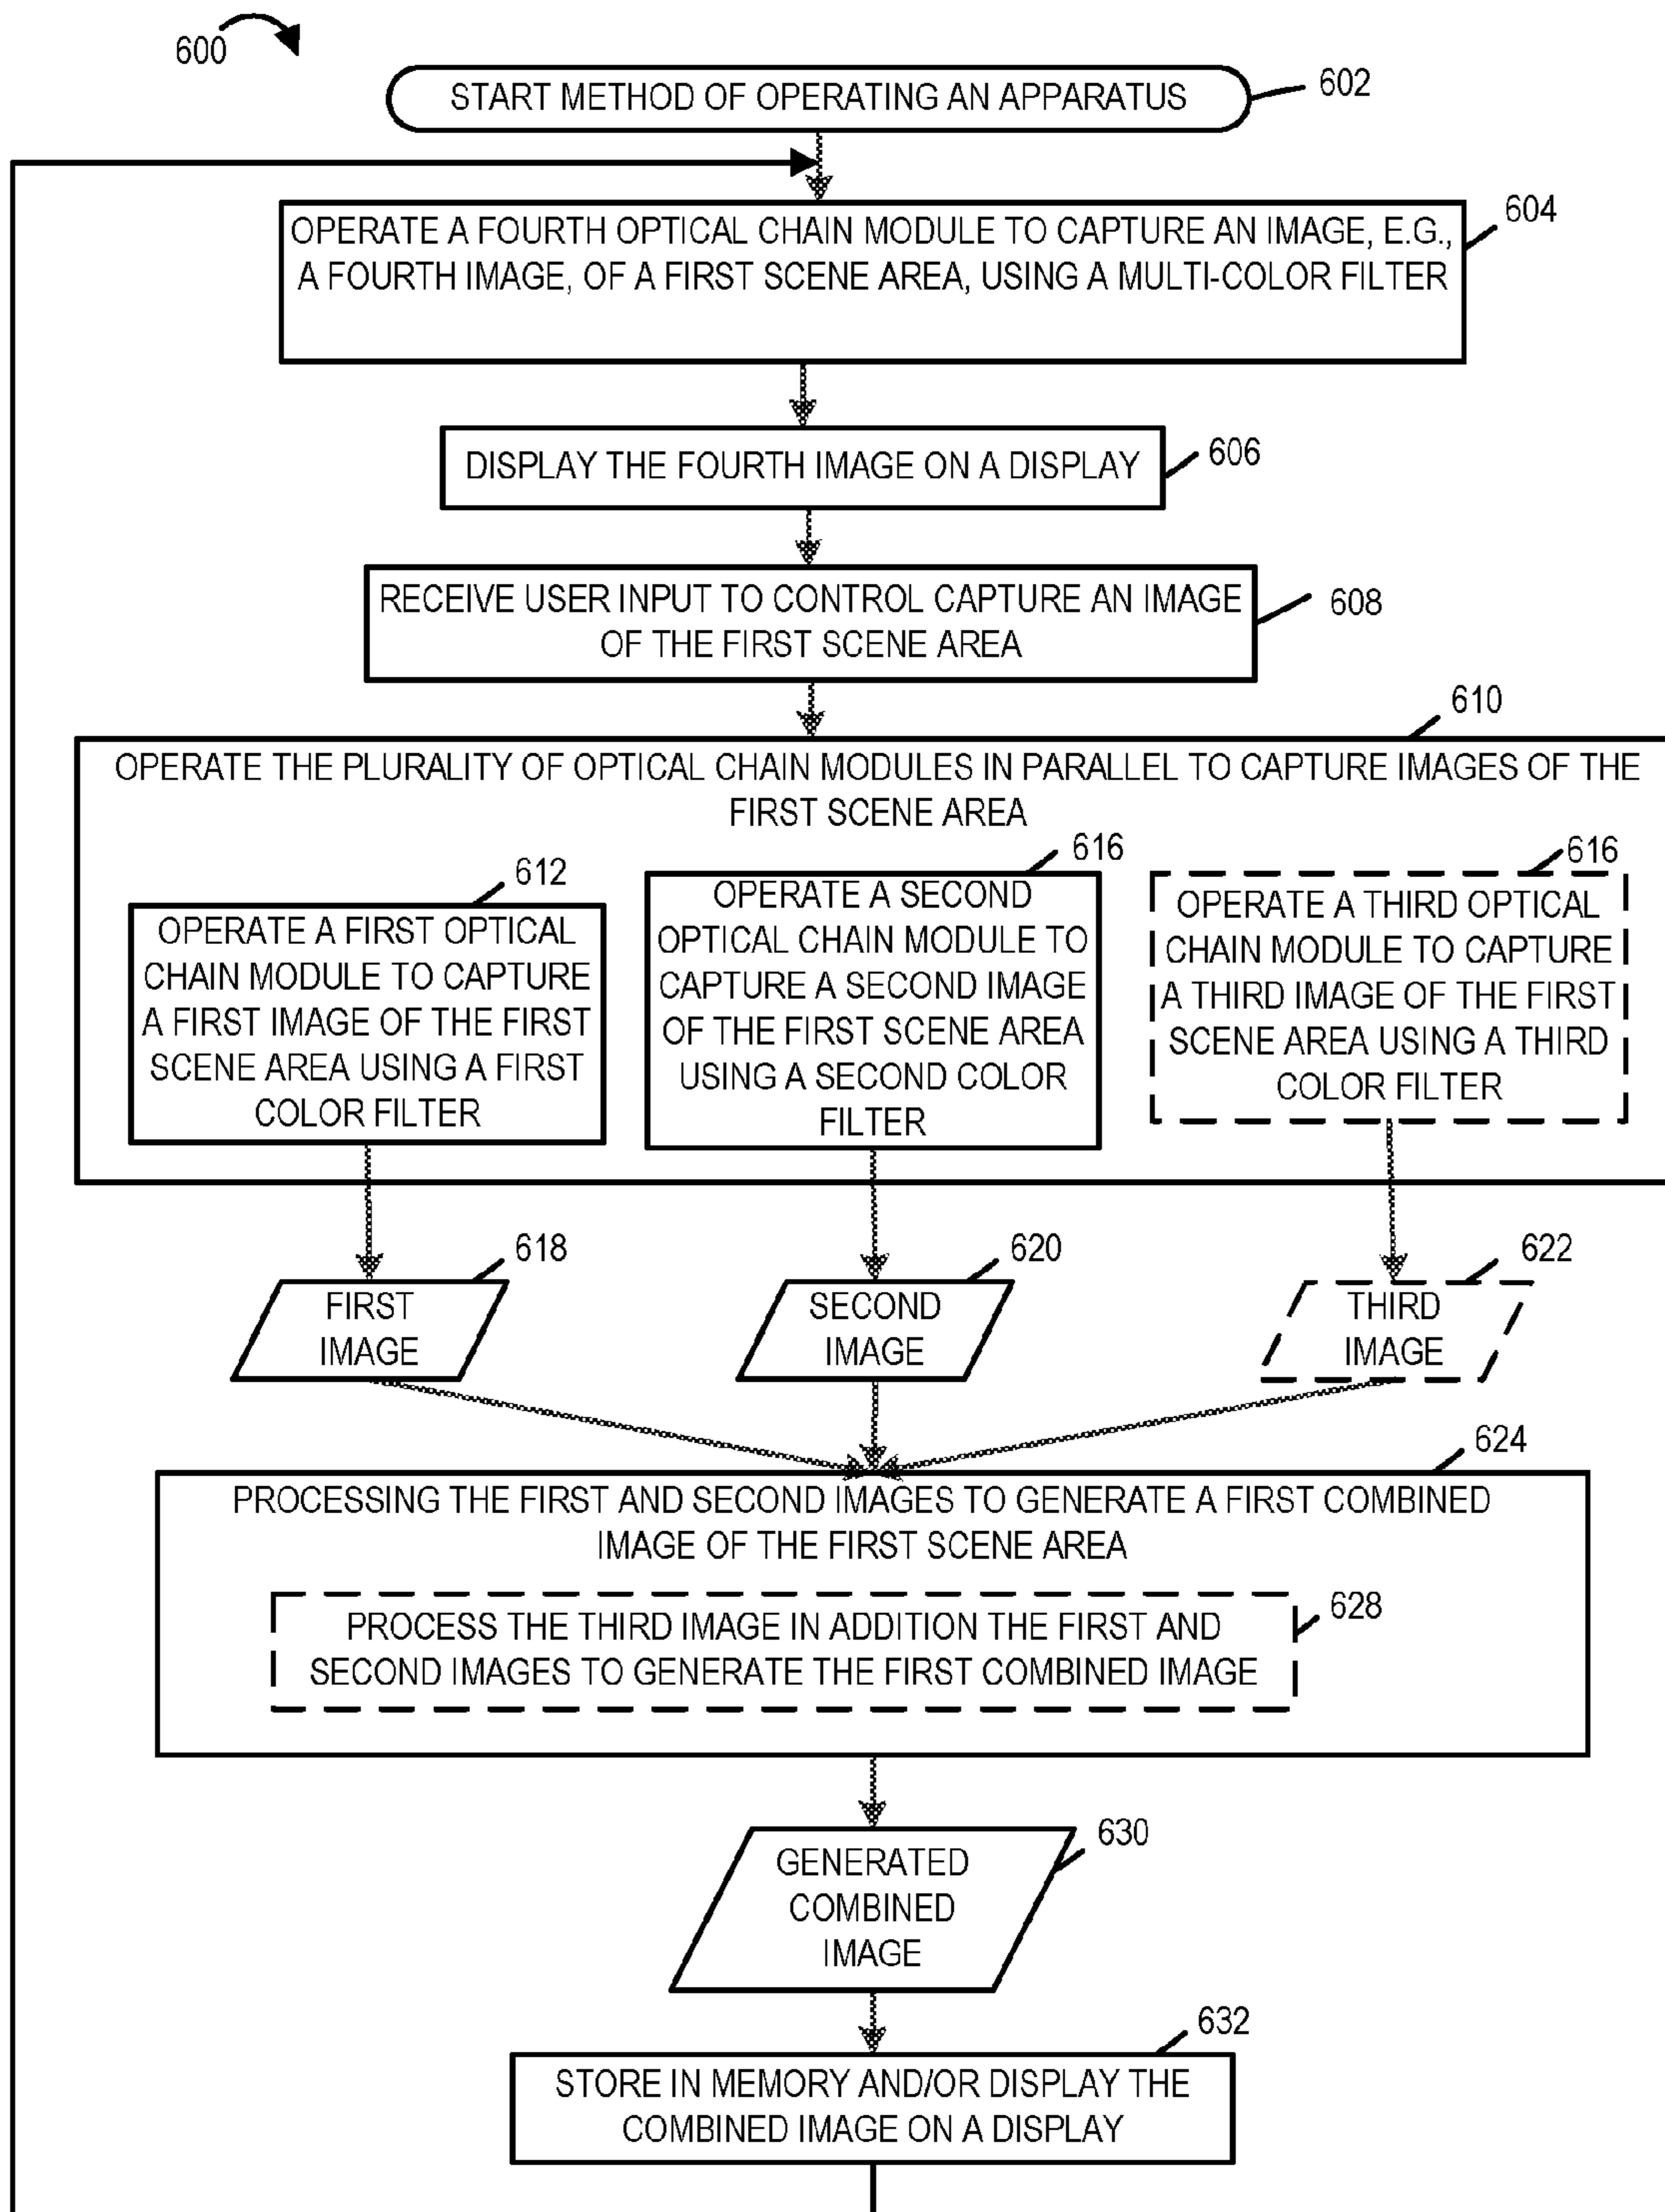 600
START METHOD OF OPERATING AN APPARATUS
602
604
OPERATE A FOURTH OPTICAL CHAIN MODULE TO CAPTURE AN IMAGE, E.G.,
A FOURTH IMAGE, OF A FIRST SCENE AREA, USING A MULTI-COLOR FILTER
DISPLAY THE FOURTH IMAGE ON A DISPLAY
606
RECEIVE USER INPUT TO CONTROL CAPTURE AN IMAGE
OF THE FIRST SCENE AREA
608
610
OPERATE THE PLURALITY OF OPTICAL CHAIN MODULES IN PARALLEL TO CAPTURE IMAGES OF THE
FIRST SCENE AREA
612
OPERATE A FIRST OPTICAL
CHAIN MODULE TO CAPTURE
A FIRST IMAGE OF THE FIRST
SCENE AREA USING A FIRST
COLOR FILTER
616
OPERATE A SECOND
OPTICAL CHAIN MODULE TO
CAPTURE A SECOND IMAGE
OF THE FIRST SCENE AREA
USING A SECOND COLOR
FILTER
616
OPERATE A THIRD OPTICAL
CHAIN MODULE TO CAPTURE
A THIRD IMAGE OF THE FIRST
SCENE AREA USING A THIRD
COLOR FILTER
618
FIRST
IMAGE
620
SECOND
IMAGE
622
THIRD
IMAGE
624
PROCESSING THE FIRST AND SECOND IMAGES TO GENERATE A FIRST COMBINED
IMAGE OF THE FIRST SCENE AREA
628
PROCESS THE THIRD IMAGE IN ADDITION THE FIRST AND
SECOND IMAGES TO GENERATE THE FIRST COMBINED IMAGE
630
GENERATED
COMBINED
IMAGE
632
STORE IN MEMORY AND/OR DISPLAY THE
COMBINED IMAGE ON A DISPLAY